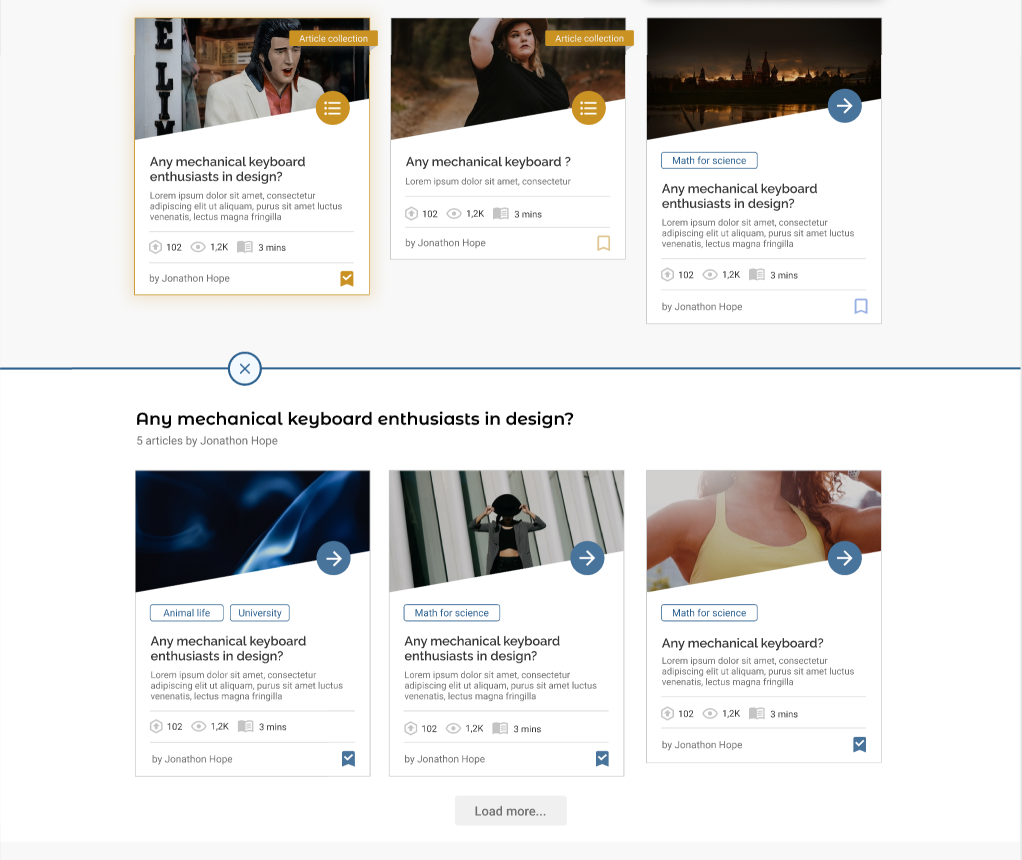 E
L
I
Article collection
Any mechanical keyboard
enthusiasts in design?
Lorem ipsum dolor sit amet, consectetur
adipiscing elit ut aliquam, purus sit amet luctus
venenatis, lectus magna fringilla
102 1,2K 3 mins
by Jonathon Hope
Article collection
Any mechanical keyboard ?
Lorem ipsum dolor sit amet, consectetur
102 1,2K 3 mins
by Jonathon Hope
Math for science
Any mechanical keyboard
enthusiasts in design?
Lorem ipsum dolor sit amet, consectetur
adipiscing elit ut aliquam, purus sit amet luctus
venenatis, lectus magna fringilla
102 1,2K 3 mins
by Jonathon Hope
Any mechanical keyboard enthusiasts in design?
5 articles by Jonathon Hope
Animal life University
Any mechanical keyboard
enthusiasts in design?
Lorem ipsum dolor sit amet, consectetur
adipiscing elit ut aliquam, purus sit amet luctus
venenatis, lectus magna fringilla
102 1,2K 3 mins
by Jonathon Hope
Math for science
Any mechanical keyboard
enthusiasts in design?
Lorem ipsum dolor sit amet, consectetur
adipiscing elit ut aliquam, purus sit amet luctus
venenatis, lectus magna fringilla
102 1,2K 3 mins
by Jonathon Hope
Math for science
Any mechanical keyboard?
Lorem ipsum dolor sit amet, consectetur
adipiscing elit ut aliquam, purus sit amet luctus
venenatis, lectus magna fringilla
102 1,2K 3 mins
by Jonathon Hope
Load more...